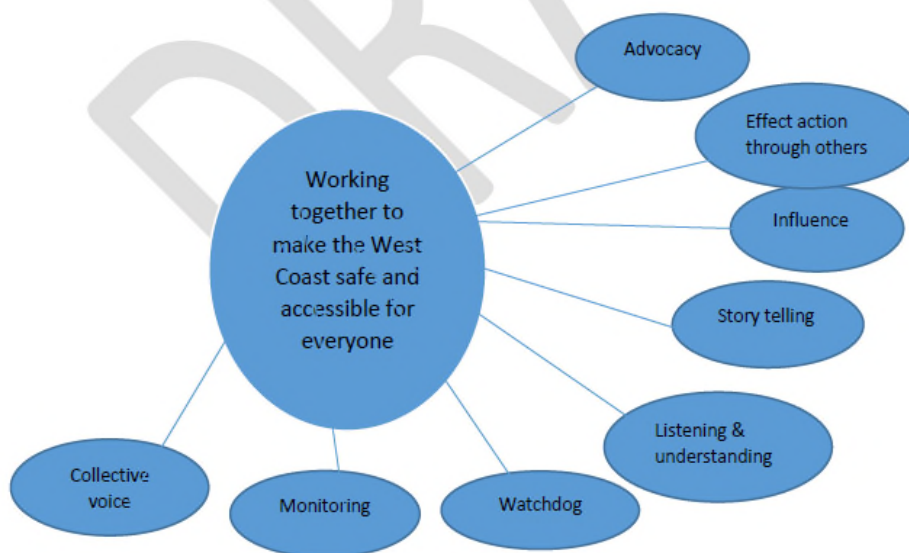 Advocacy
Effect action
through others
Influence
Story telling
Listening &
understanding
Watchdog
Monitoring
Collective
voice
Working
together to
make the West
Coast safe and
accessible for
everyone